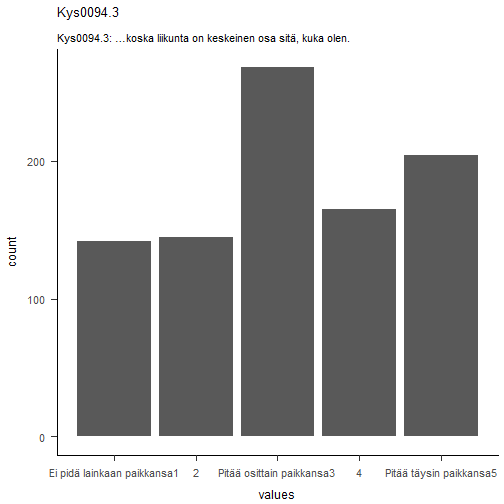 Kys0094.3
Kys0094.3: …koska liikunta on keskeinen osa sitä, kuka olen.
200
100
0
count
Ei pidä lainkaan paikkansa1 2 Pitää osittain paikkansa3 4 Pitää täysin paikkansa5
values